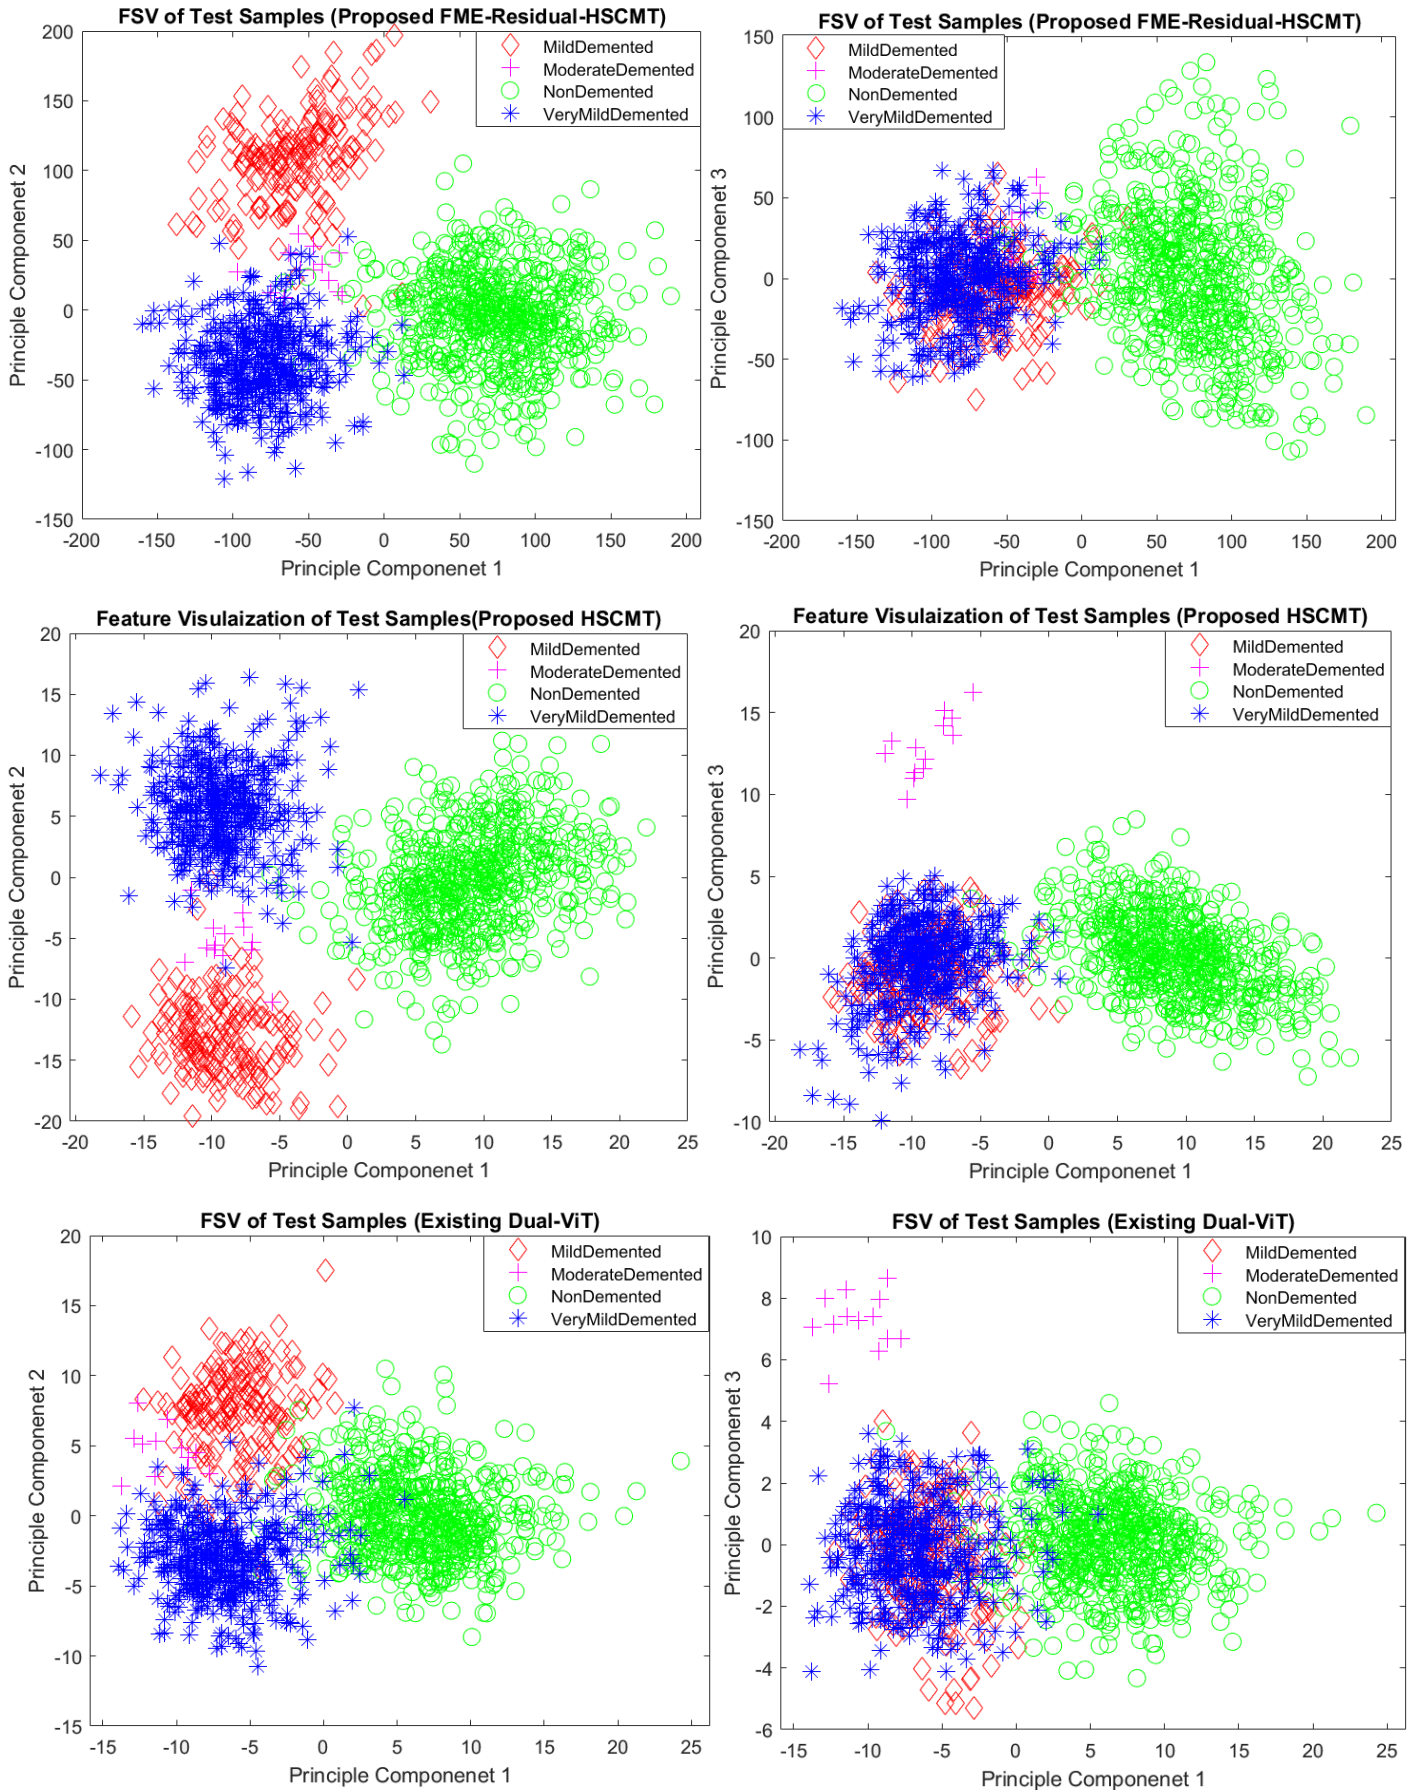 FSV of Test Samples (Proposed FME-Residual-HSCMT)
MildDemented
ModerateDemented
NonDemented
VeryMildDemented
Principle Componenet 2
200
150
100
50
0
-50
-100
-150
-200
-150
-100
-50
0
50
100
150
200
Principle Componenet 1
FSV of Test Samples (Proposed FME-Residual-HSCMT)
MildDemented
ModerateDemented
NonDemented
VeryMildDemented
Principle Componenet 3
150
100
50
0
-50
-100
-150
-200
-150
-100
-50
0
50
100
150
200
Principle Componenet 1
Feature Visulaization of Test Samples(Proposed HSCMT)
MildDemented
ModerateDemented
NonDemented
VeryMildDemented
Principle Componenet 2
20
15
10
5
0
-5
-10
-15
-20
-20
-15
-10
-5
0
5
10
15
20
25
Principle Componenet 1
Feature Visulaization of Test Samples (Proposed HSCMT)
MildDemented
ModerateDemented
NonDemented
VeryMildDemented
Principle Componenet 3
20
15
10
5
0
-5
-10
-20
-15
-10
-5
0
5
10
15
20
25
Principle Componenet 1
FSV of Test Samples (Existing Dual-ViT)
MildDemented
ModerateDemented
NonDemented
VeryMildDemented
Principle Componenet 2
20
15
10
5
0
-5
-10
-15
-15
-10
-5
0
5
10
15
20
25
Principle Componenet 1
FSV of Test Samples (Existing Dual-ViT)
MildDemented
ModerateDemented
NonDemented
VeryMildDemented
Principle Componenet 3
10
8
6
4
2
0
-2
-4
-6
-15
-10
-5
0
5
10
15
20
25
Principle Componenet 1